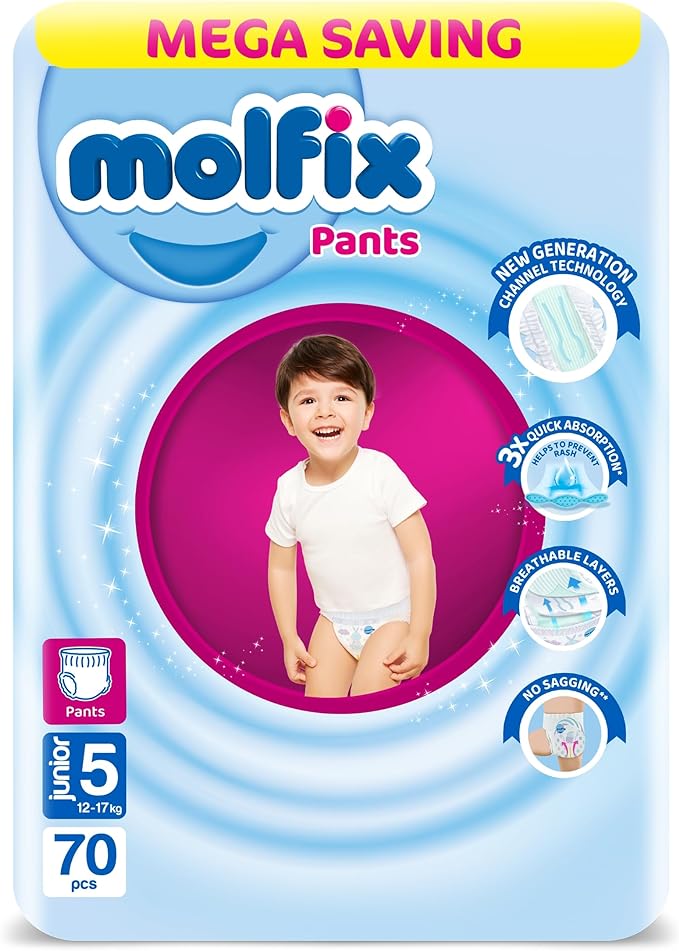 MEGA SAVING
molfix
Pants
NEW GENERATION
CHANNEL TECHNOLOGY
3X QUICK ABSORPTION*
HELPS TO PREVENT
RASH
BREATHABLE LAYERS
NO SAGGING**
Pants
junior 5
12-17kg
70
pcs